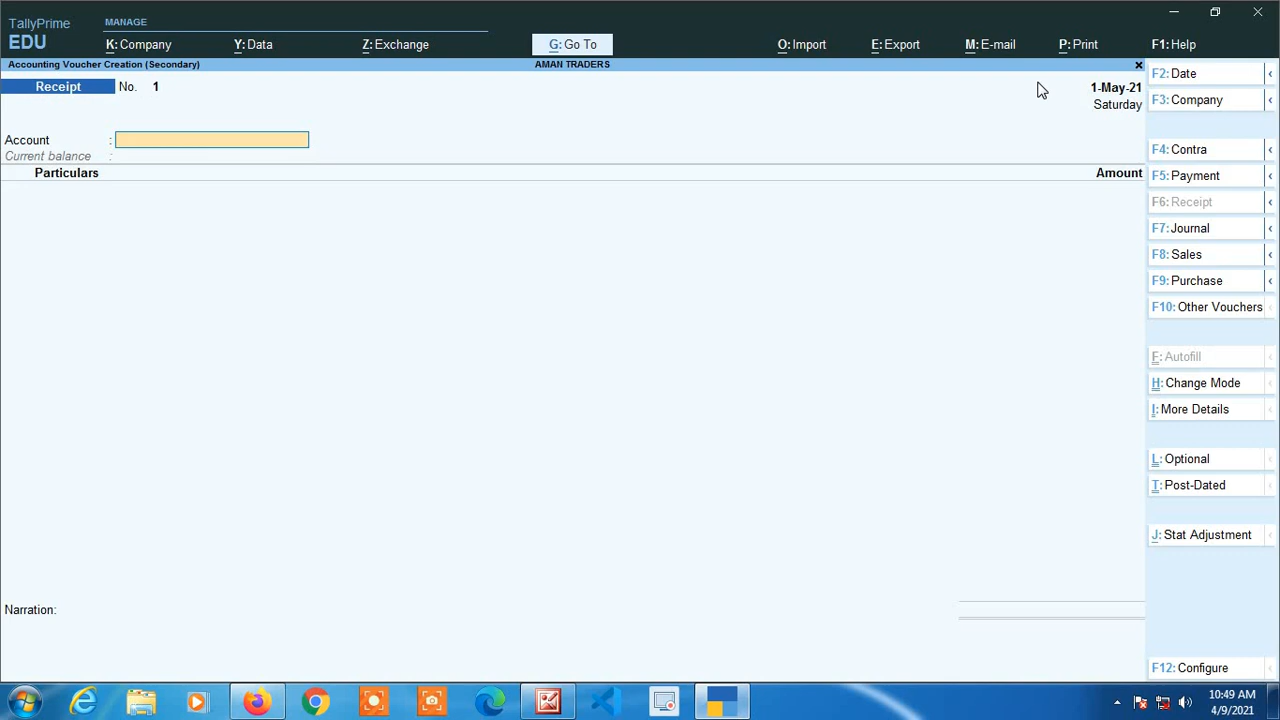 TallyPrime
EDU
MANAGE
K: Company
Y: Data
Z: Exchange
G: Go To
O: Import
E: Export
M: E-mail
P: Print
F1: Help
Accounting Voucher Creation (Secondary)
AMAN TRADERS
Receipt No. 1
1-May-21
Saturday
Account :
Current balance :
Particulars
Amount
Narration:
F2: Date
F3: Company
F4: Contra
F5: Payment
F6: Receipt
F7: Journal
F8: Sales
F9: Purchase
F10: Other Vouchers
F: Autofill
H: Change Mode
I: More Details
L: Optional
T: Post-Dated
J: Stat Adjustment
F12: Configure
10:49 AM
4/9/2021